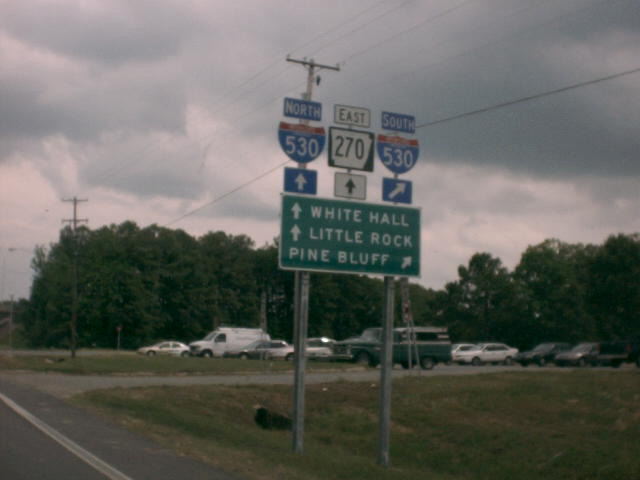 NORTH
530
EAST
270
SOUTH
530
WHITE HALL
LITTLE ROCK
PINE BLUFF